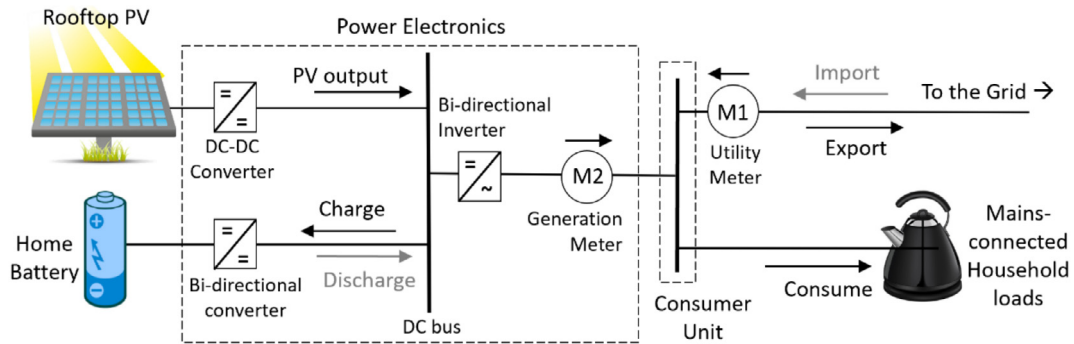 Rooftop PV
Power Electronics
PV output
=
=
DC-DC
Converter
Bi-directional
Inverter
=
~
M2
Generation
Meter
Import
To the Grid →
M1
Utility
Meter
Export
Home
Battery
+
−
=
=
Bi-directional
converter
Charge
Discharge
DC bus
Consumer
Unit
Consume
Mains-
connected
Household
loads